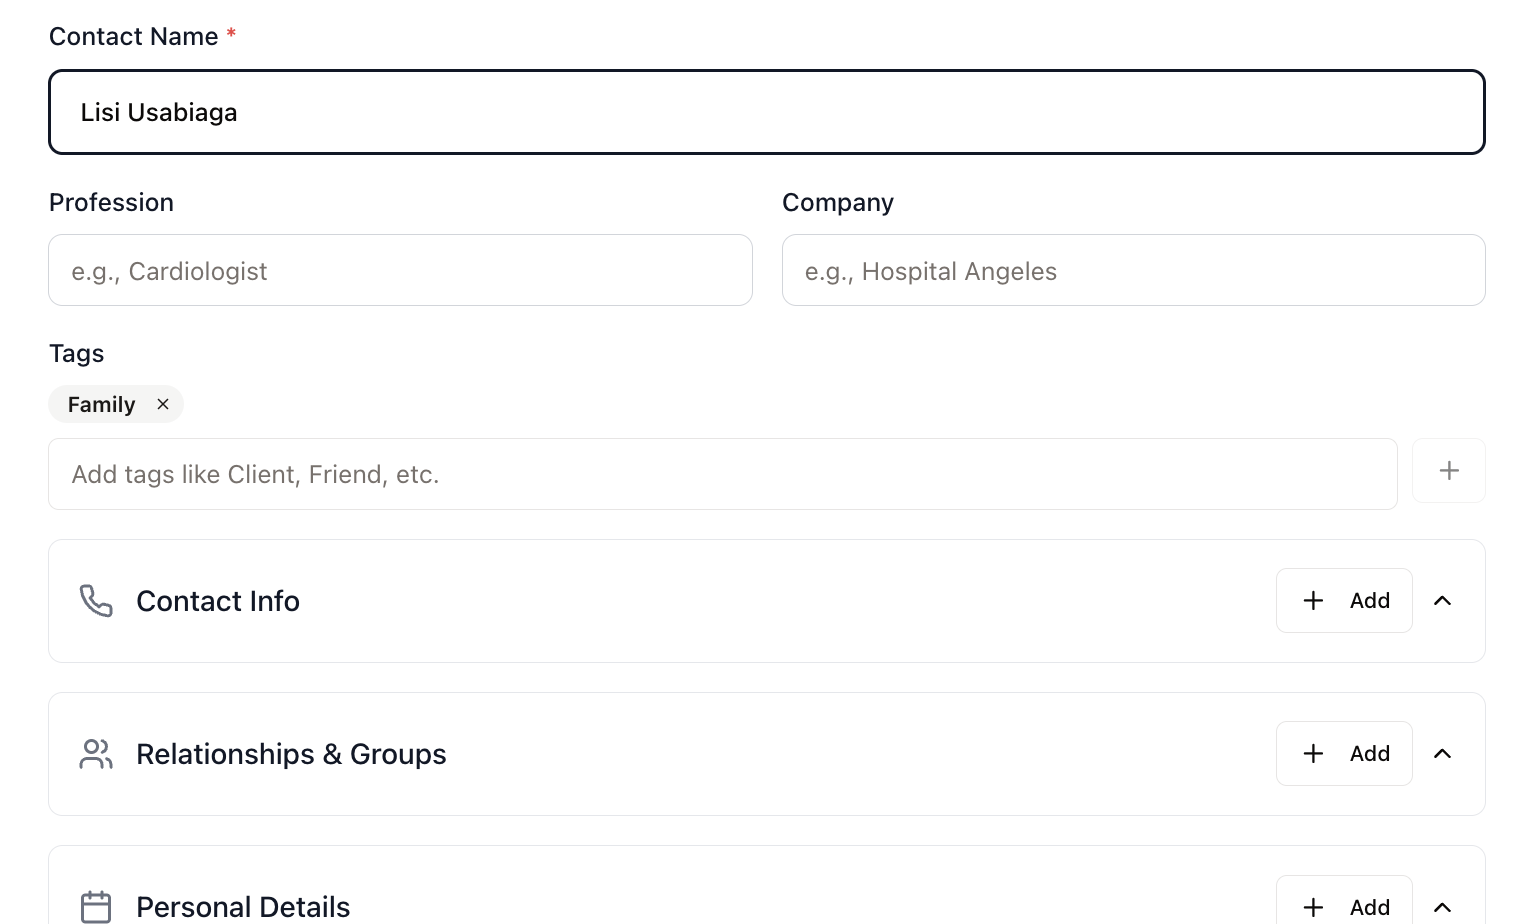 Contact Name *
Lisi Usabiaga
Profession
Company
e.g., Cardiologist
e.g., Hospital Angeles
Tags
Family ×
Add tags like Client, Friend, etc.
+
Contact Info
+ Add
Relationships & Groups
+ Add
Personal Details
+ Add